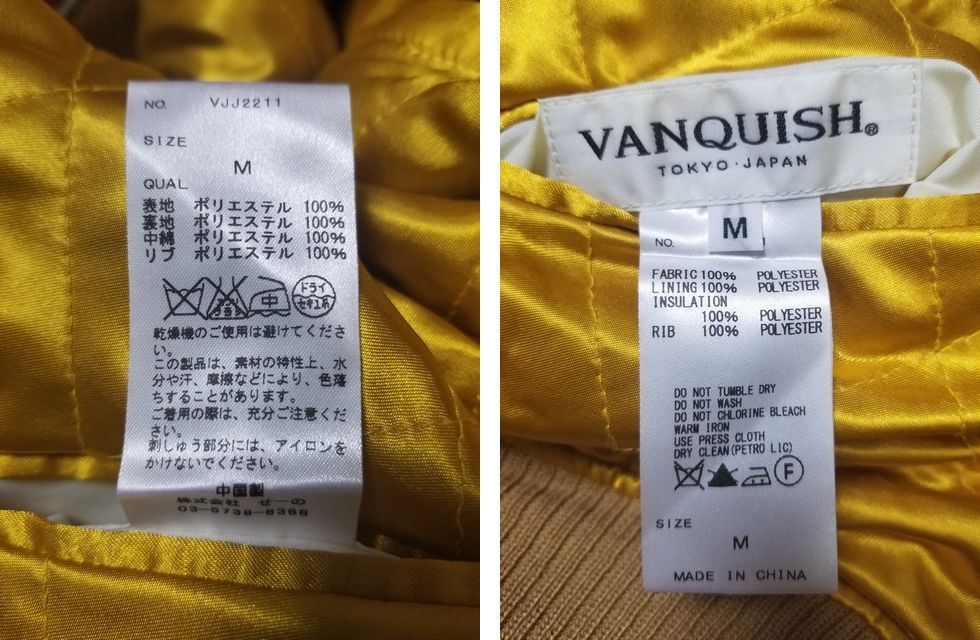 NO. VJJ2211
SIZE
M
QUAL
表地 ポリエステル 100%
裏地 ポリエステル 100%
中綿 ポリエステル 100%
リブ ポリエステル 100%
中
ドライ
セキユ系
乾燥機のご使用は避けてくださ
い。
この製品は、素材の特性上、水
分や汗、摩擦などにより、色落
ちすることがあります。
ご着用の際は、充分ご注意くだ
さい。
刺しゅう部分には、アイロンを
かけないでください。
中国製
株式会社 せーの
03-5738-8368
VANQUISH®
TOKYO・JAPAN
NO.
M
FABRIC 100% POLYESTER
LINING 100% POLYESTER
INSULATION
100% POLYESTER
RIB 100% POLYESTER
DO NOT TUMBLE DRY
DO NOT WASH
DO NOT CHLORINE BLEACH
WARM IRON
USE PRESS CLOTH
DRY CLEAN(PETRO LIC)
F
SIZE
M
MADE IN CHINA